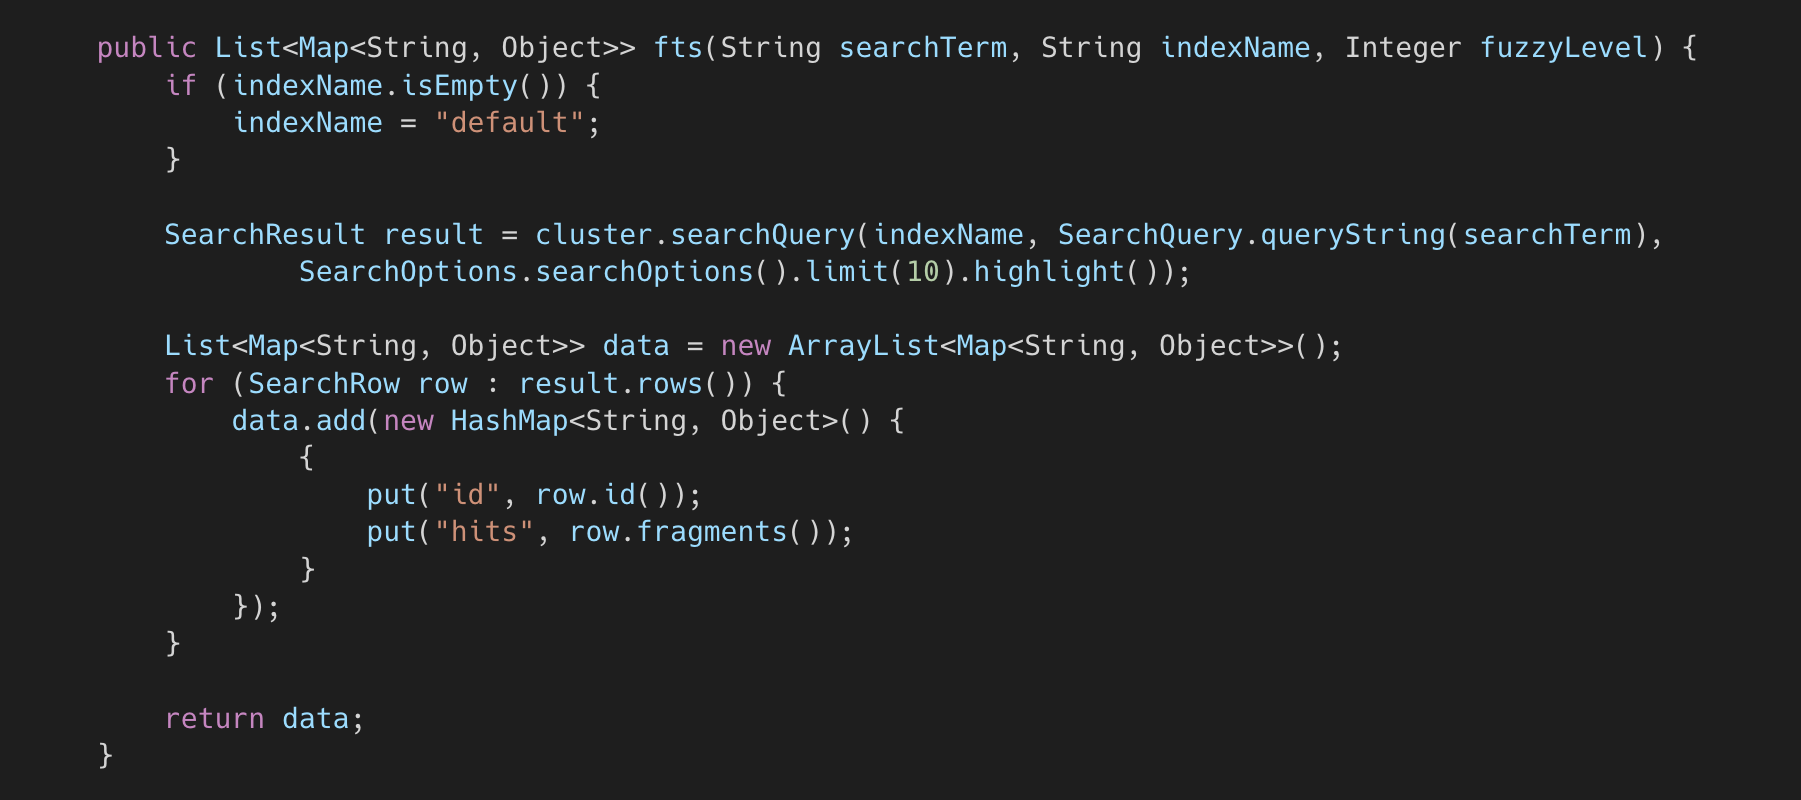 public List<Map<String, Object>> fts(String searchTerm, String indexName, Integer fuzzyLevel) {
    if (indexName.isEmpty()) {
        indexName = "default";
    }

    SearchResult result = cluster.searchQuery(indexName, SearchQuery.queryString(searchTerm),
            SearchOptions.searchOptions().limit(10).highlight());

    List<Map<String, Object>> data = new ArrayList<Map<String, Object>>();
    for (SearchRow row : result.rows()) {
        data.add(new HashMap<String, Object>() {
            {
                put("id", row.id());
                put("hits", row.fragments());
            }
        });
    }

    return data;
}